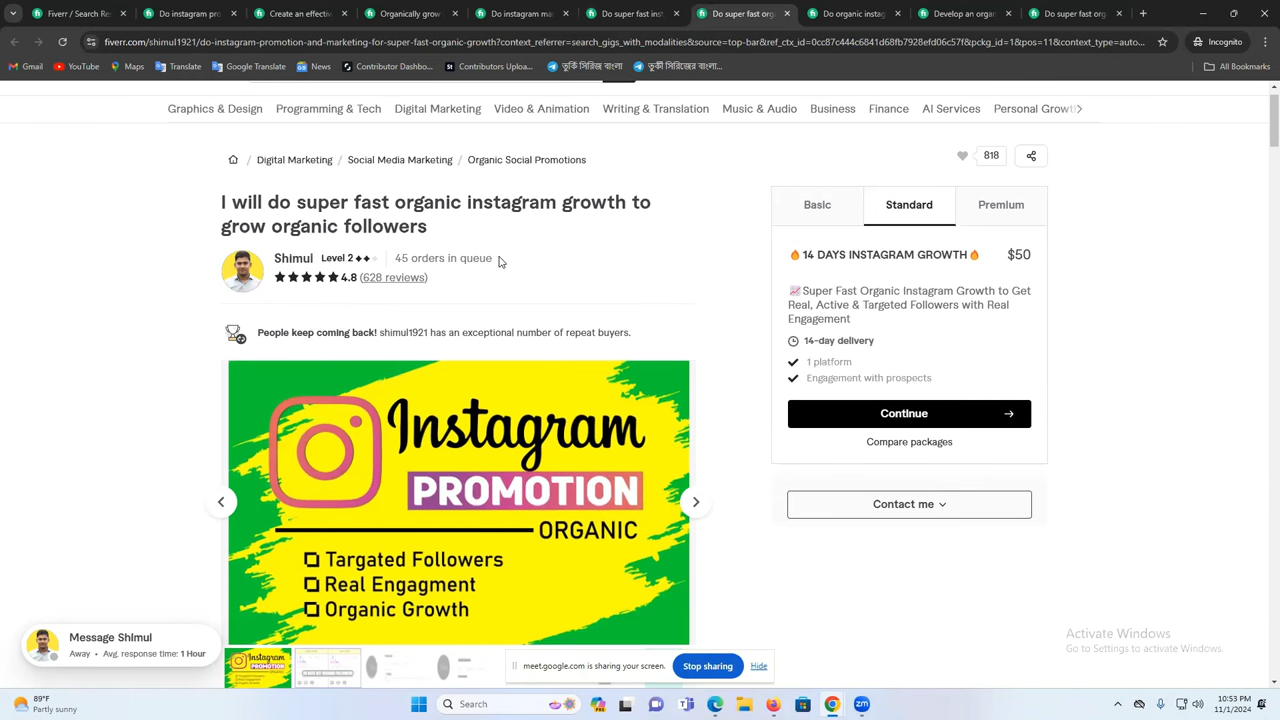 Fiverr / Search Res
Do instagram pro
Create an effectiv
Organically grow
Do instagram ma
Do super fast inst
Do super fast org
Do organic instag
Develop an organ
Do super fast org
fiverr.com/shimul1921/do-instagram-promotion-and-marketing-for-super-fast-organic-growth?context_referrer=search_gigs_with_modalities&source=top-bar&ref_ctx_id=0cc87c444c6841d68fb7928efd06c57f&pckg_id=1&pos=11&context_type=auto...
Incognito
Gmail
YouTube
Maps
Translate
Google Translate
News
Contributor Dashbo...
Contributor Uploa...
তুর্কি সিরিজ বাংলা...
তুর্কী সিরিজের বাংলা...
All Bookmarks
Graphics & Design
Programming & Tech
Digital Marketing
Video & Animation
Writing & Translation
Music & Audio
Business
Finance
AI Services
Personal Growth
Digital Marketing / Social Media Marketing / Organic Social Promotions
818
I will do super fast organic instagram growth to
grow organic followers
Shimul
Level 2
45 orders in queue
4.8 (628 reviews)
People keep coming back! shimul1921 has an exceptional number of repeat buyers.
Instagram
PROMOTION
ORGANIC
Targated Followers
Real Engagment
Organic Growth
Basic
Standard
Premium
🔥14 DAYS INSTAGRAM GROWTH🔥
$50
📈Super Fast Organic Instagram Growth to Get
Real, Active & Targeted Followers with Real
Engagement
14-day delivery
1 platform
Engagement with prospects
Continue
Compare packages
Contact me
Message Shimul
Away • Avg. response time: 1 Hour
meet.google.com is sharing your screen.
Stop sharing
Hide
Activate Windows
Go to Settings to activate Windows.
89°F
Partly sunny
Search
zm
10:53 PM
11/1/2024